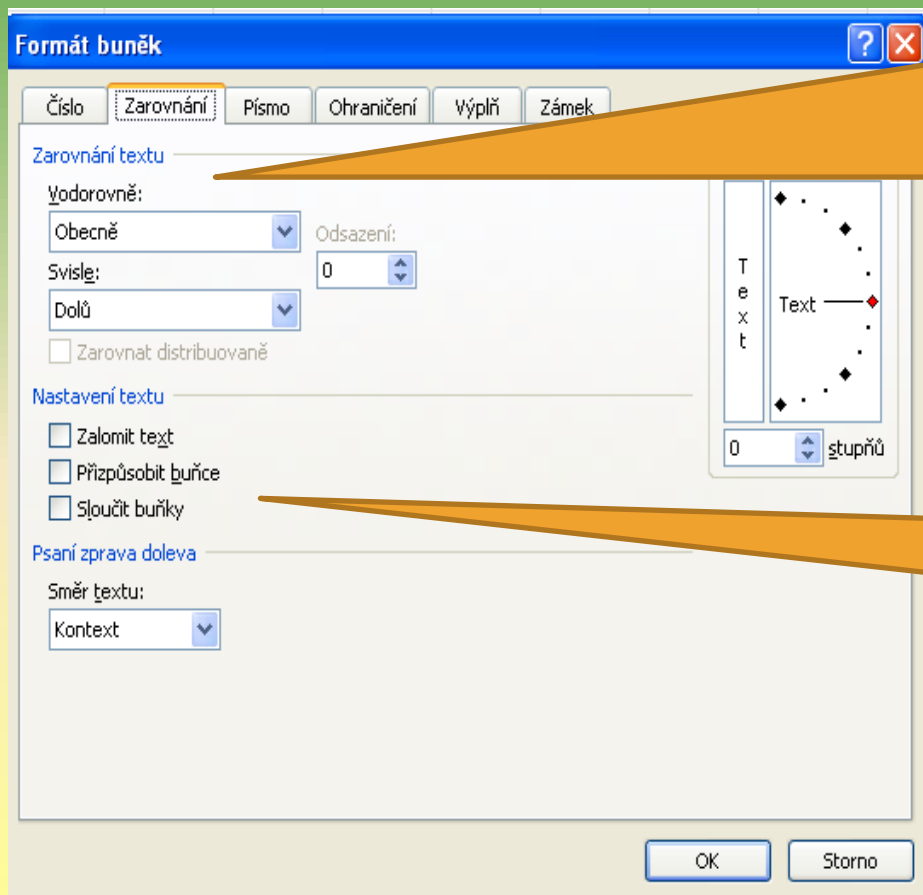 Formát buněk
Číslo Zarovnání Písmo Ohraničení Výplň Zámek
Zarovnání textu
Vodorovně:
Obecně
Odsazení:
Svisle:
0
Dolů
Zarovnat distribuovaně
Text
Text
0 stupňů
Nastavení textu
Zalomit text
Přizpůsobit buňce
Sloučit buňky
Psaní zprava doleva
Směr textu:
Kontext
OK Storno